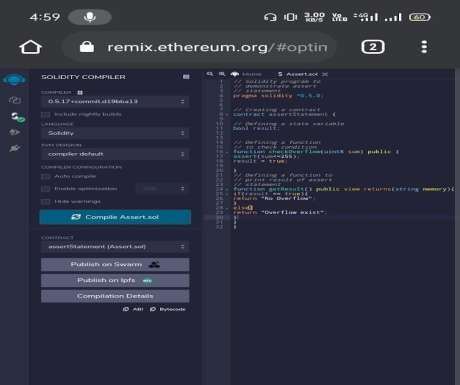 4:59
3.00
KB/S
4G
60
remix.ethereum.org/#optin
2
SOLIDITY COMPILER
COMPILER
0.5.17+commit.d19bba13
Include nightly builds
LANGUAGE
Solidity
EVM VERSION
compiler default
COMPILER CONFIGURATION
Auto compile
Enable optimization
Hide warnings
Compile Assert.sol
CONTRACT
assertStatement (Assert.sol)
Publish on Swarm
Publish on Ipfs
Compilation Details
ABI
Bytecode
Home
Assert.sol
// Solidity program to
// demonstrate assert
// statement
pragma solidity ^0.5.0;
// Creating a contract
contract assertStatement {
// Defining a state variable
bool result;
// Defining a function
// to check condition
function checkOverflow(uint8 sum) public {
assert(sum<=255);
result = true;
}
// Defining a function to
// print result of assert
// statement
function getResult() public view returns(string memory){
if(result == true){
return "No Overflow";
}
else{
return "Overflow exist";
}
}
}